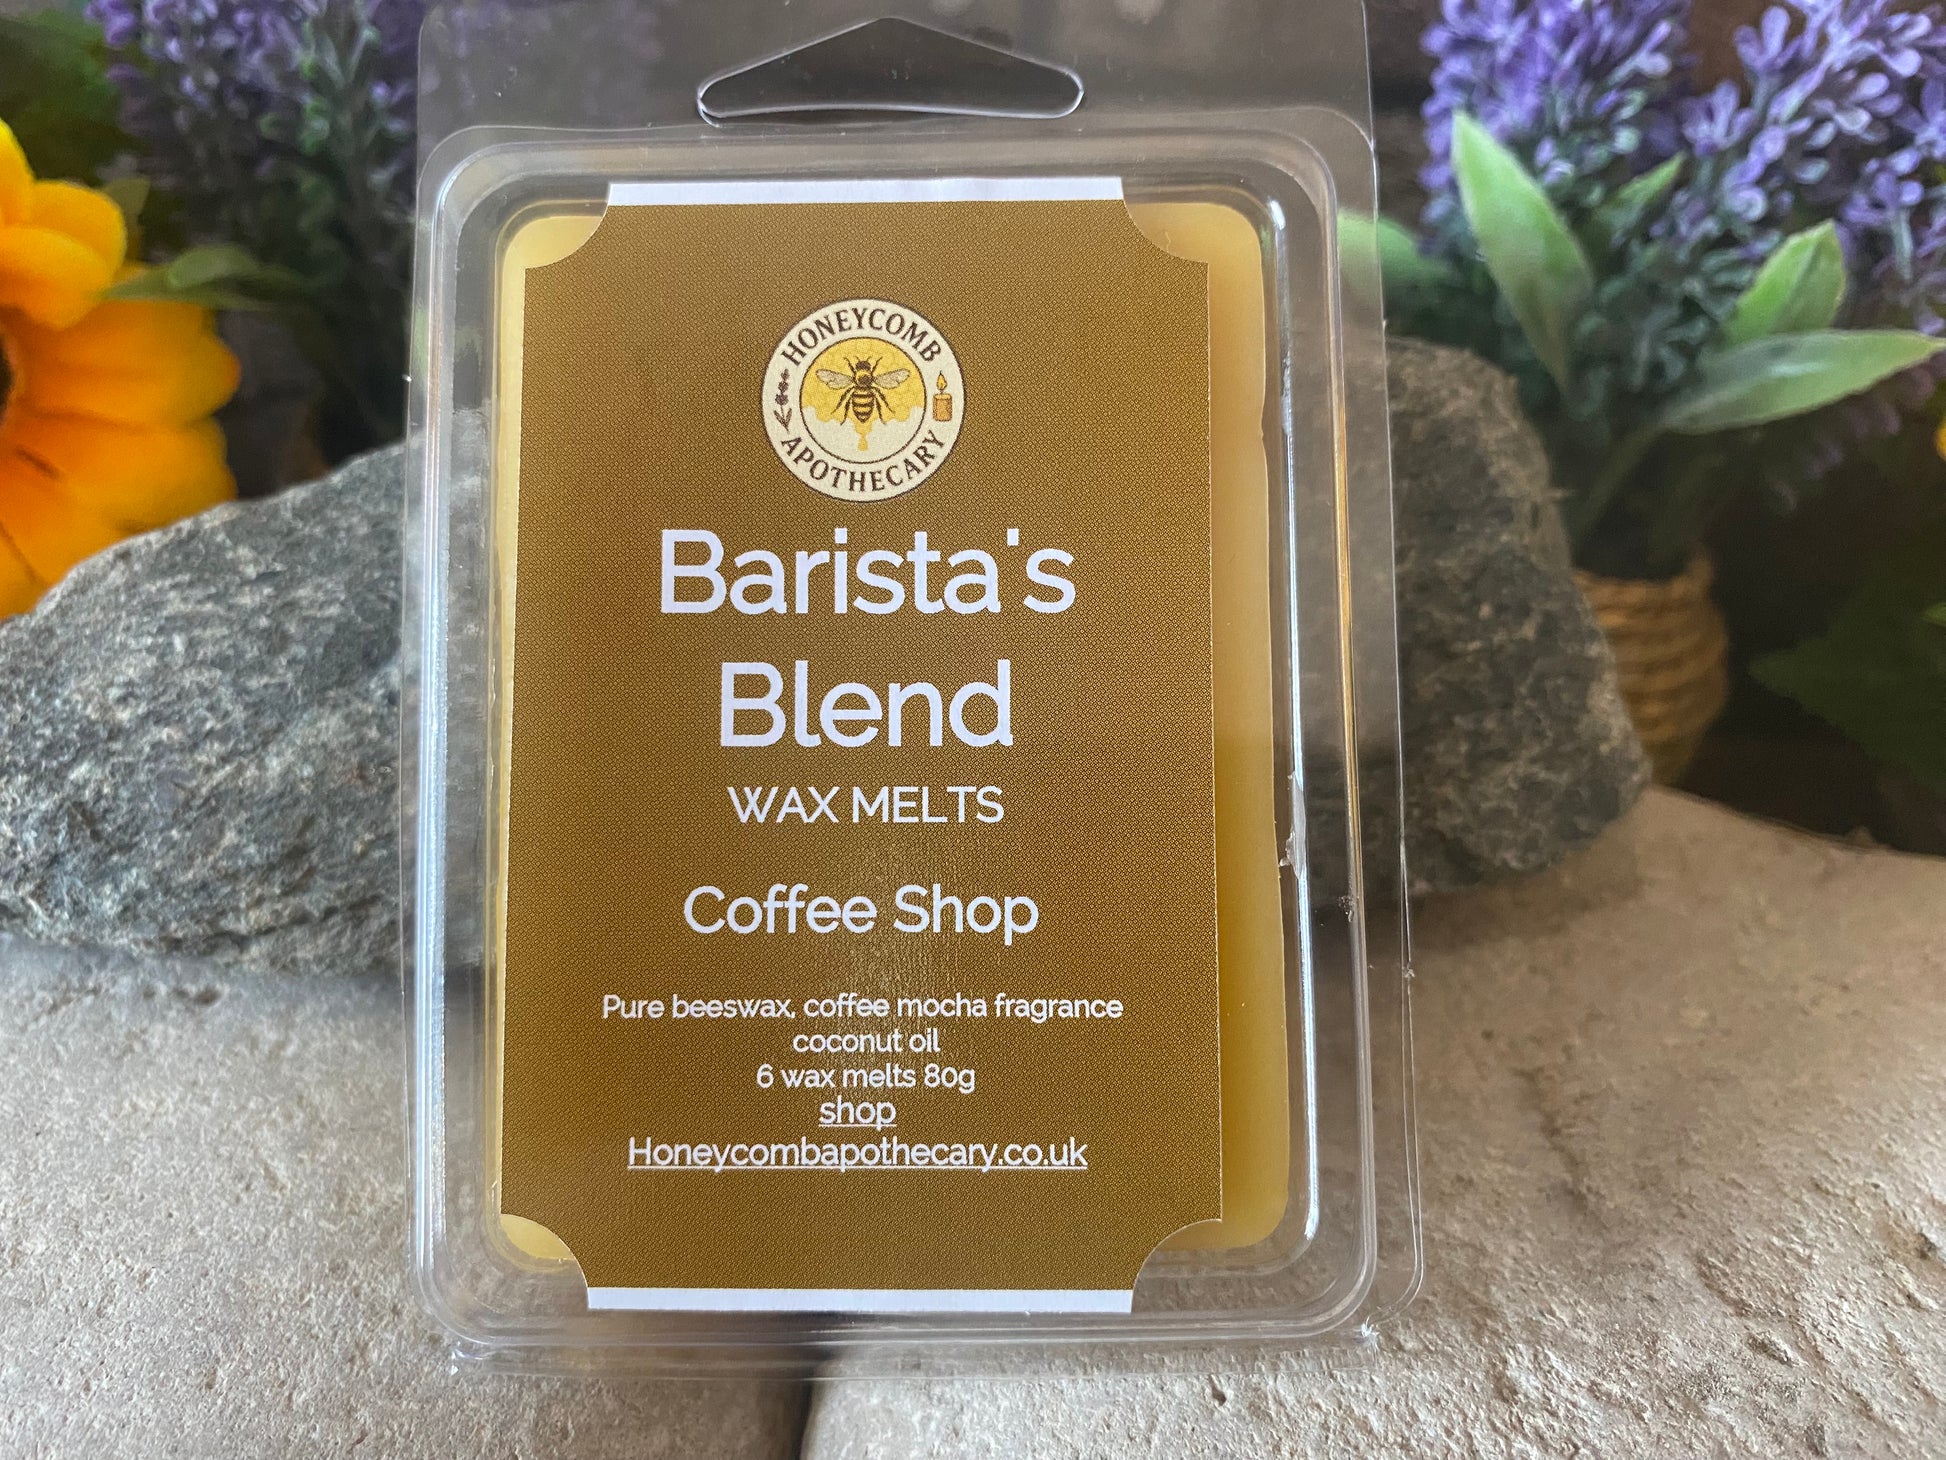 HONEYCOMB
APOTHECARY
Barista's
Blend
WAX MELTS
Coffee Shop
Pure beeswax, coffee mocha fragrance
coconut oil
6 wax melts 80g
shop
Honeycombapothecary.co.uk